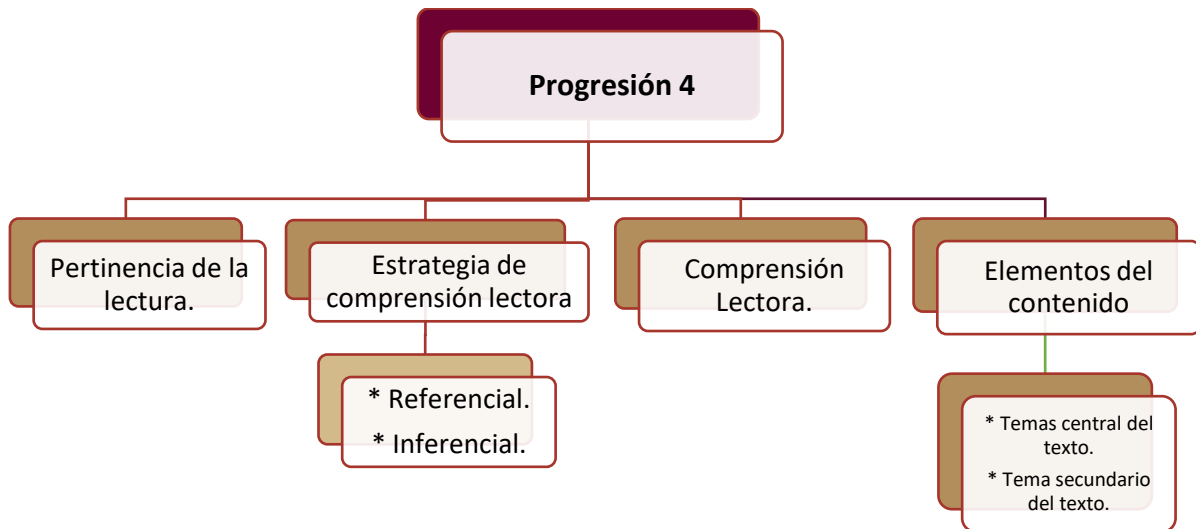 Progresión 4
Pertinencia de la
lectura.
Estrategia de
comprensión lectora
* Referencial.
* Inferencial.
Comprensión
Lectora.
Elementos del
contenido
* Temas central del
texto.
* Tema secundario
del texto.